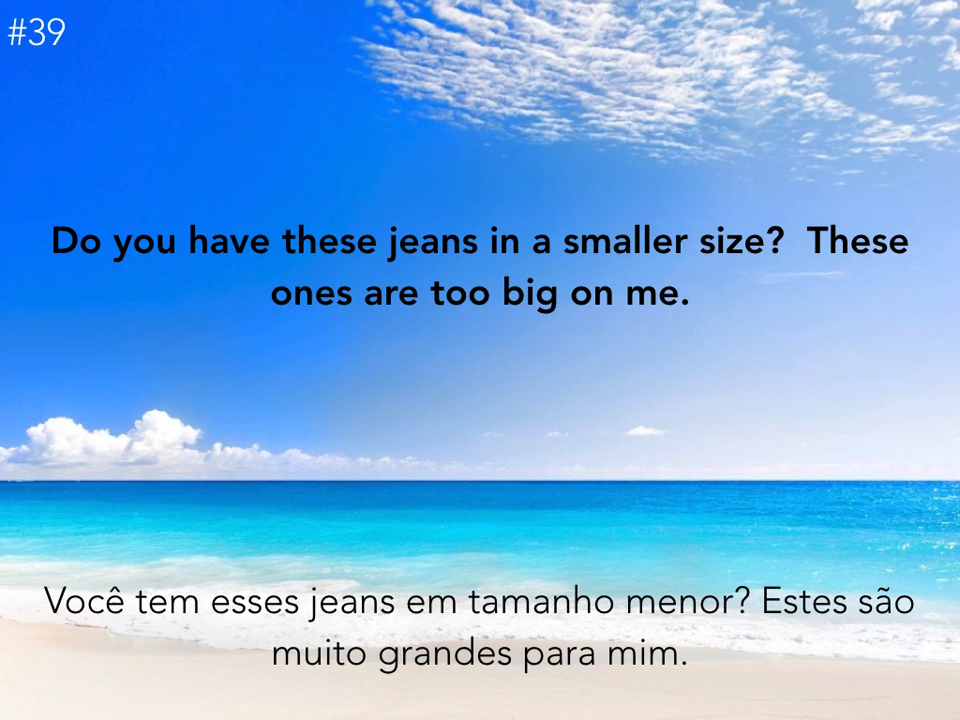 #39
Do you have these jeans in a smaller size?  These
ones are too big on me.
Você tem esses jeans em tamanho menor? Estes são
muito grandes para mim.